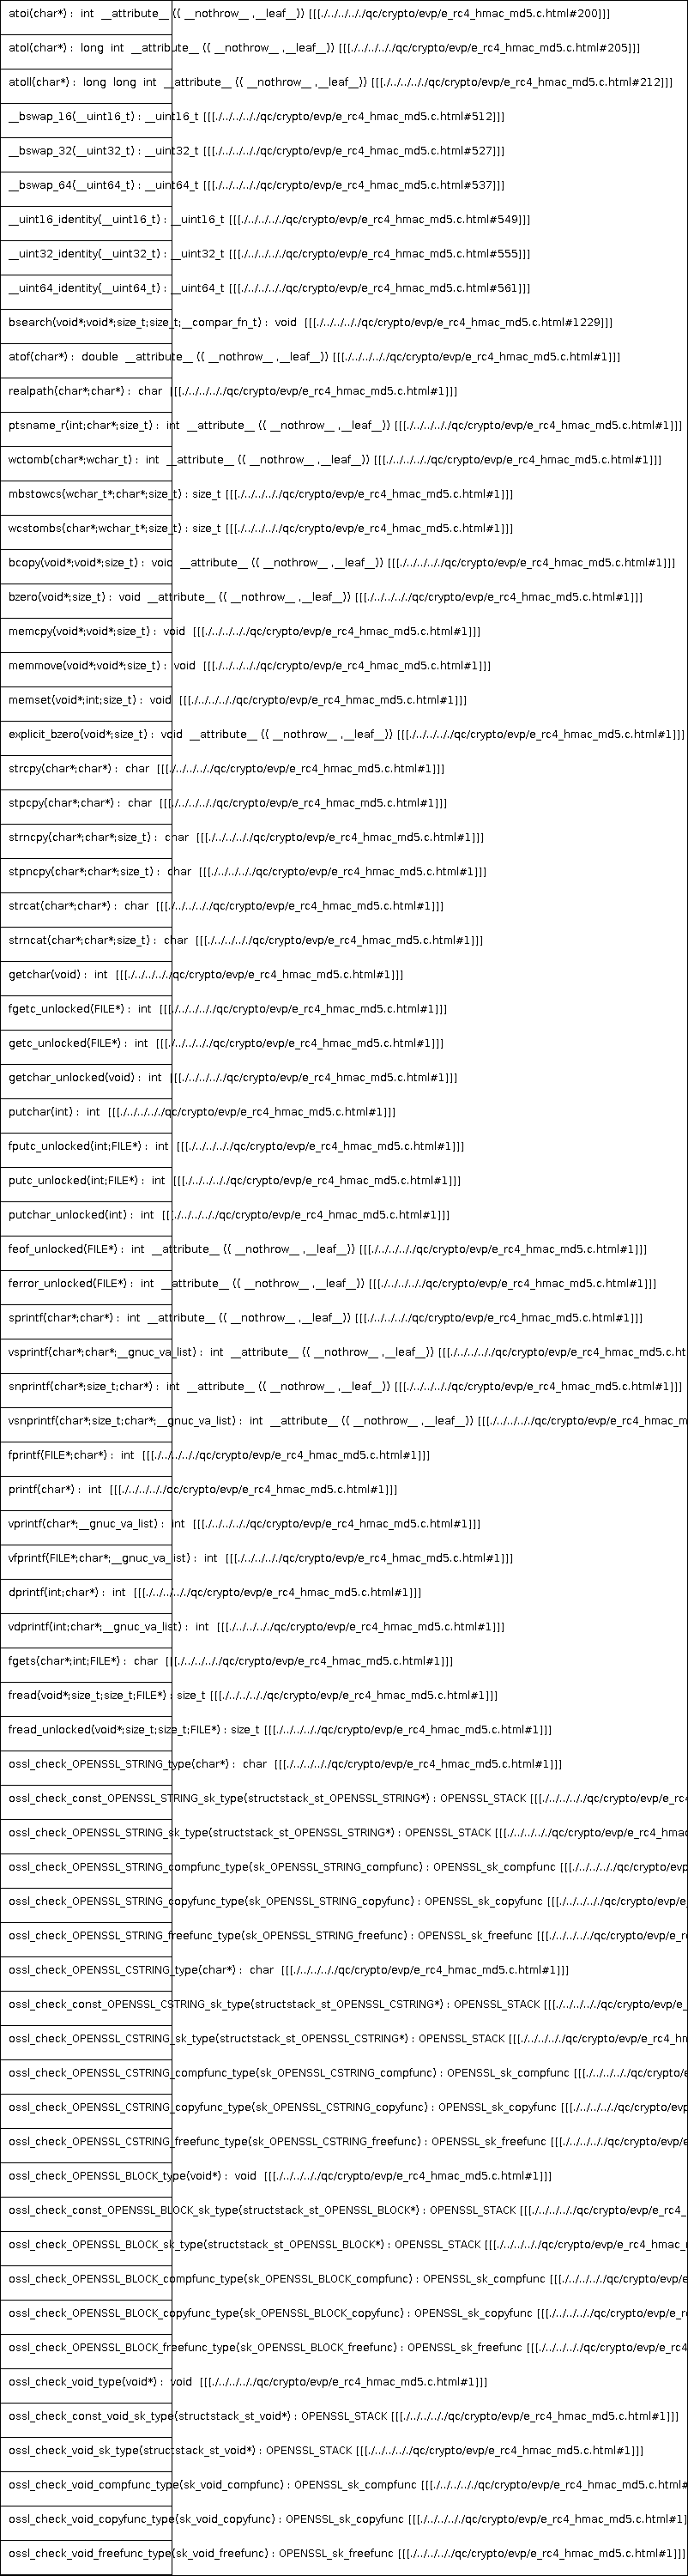 atoi(char*) : int __attribute__ (( __nothrow__ ,__leaf__)) [[[./../../../qc/crypto/evp/e_rc4_hmac_md5.c.html#200]]]
atol(char*) : long int __attribute__ (( __nothrow__ ,__leaf__)) [[[./../../../qc/crypto/evp/e_rc4_hmac_md5.c.html#205]]]
atoll(char*) : long long int __attribute__ (( __nothrow__ ,__leaf__)) [[[./../../../qc/crypto/evp/e_rc4_hmac_md5.c.html#212]]]
__bswap_16(__uint16_t) : __uint16_t [[[./../../../../qc/crypto/evp/e_rc4_hmac_md5.c.html#512]]]
__bswap_32(__uint32_t) : __uint32_t [[[./../../../../qc/crypto/evp/e_rc4_hmac_md5.c.html#527]]]
__bswap_64(__uint64_t) : __uint64_t [[[./../../../../qc/crypto/evp/e_rc4_hmac_md5.c.html#537]]]
__uint16_identity(__uint16_t) : __uint16_t [[[./../../../../qc/crypto/evp/e_rc4_hmac_md5.c.html#549]]]
__uint32_identity(__uint32_t) : __uint32_t [[[./../../../../qc/crypto/evp/e_rc4_hmac_md5.c.html#555]]]
__uint64_identity(__uint64_t) : __uint64_t [[[./../../../../qc/crypto/evp/e_rc4_hmac_md5.c.html#561]]]
bsearch(void*;void*;size_t;size_t;__compar_fn_t) : void [[[./../../../../qc/crypto/evp/e_rc4_hmac_md5.c.html#1229]]]
atof(char*) : double __attribute__ (( __nothrow__ ,__leaf__)) [[[./../../../../qc/crypto/evp/e_rc4_hmac_md5.c.html#1]]]
realpath(char*;char*) : char [[[./../../../../qc/crypto/evp/e_rc4_hmac_md5.c.html#1]]]
ptsname_r(int;char*;size_t) : int __attribute__ (( __nothrow__ ,__leaf__)) [[[./../../../../qc/crypto/evp/e_rc4_hmac_md5.c.html#1]]]
wctomb(char*;wchar_t) : int __attribute__ (( __nothrow__ ,__leaf__)) [[[./../../../../qc/crypto/evp/e_rc4_hmac_md5.c.html#1]]]
mbstowcs(wchar_t*;char*;size_t) : size_t [[[./../../../../qc/crypto/evp/e_rc4_hmac_md5.c.html#1]]]
wcstombs(char*;wchar_t*;size_t) : size_t [[[./../../../../qc/crypto/evp/e_rc4_hmac_md5.c.html#1]]]
bcopy(void*;void*;size_t) : void __attribute__ (( __nothrow__ ,__leaf__)) [[[./../../../../qc/crypto/evp/e_rc4_hmac_md5.c.html#1]]]
bzero(void*;size_t) : void __attribute__ (( __nothrow__ ,__leaf__)) [[[./../../../../qc/crypto/evp/e_rc4_hmac_md5.c.html#1]]]
memcpy(void*;void*;size_t) : void [[[./../../../../qc/crypto/evp/e_rc4_hmac_md5.c.html#1]]]
memmove(void*;void*;size_t) : void [[[./../../../../qc/crypto/evp/e_rc4_hmac_md5.c.html#1]]]
memset(void*;int;size_t) : void [[[./../../../../qc/crypto/evp/e_rc4_hmac_md5.c.html#1]]]
explicit_bzero(void*;size_t) : void __attribute__ (( __nothrow__ ,__leaf__)) [[[./../../../../qc/crypto/evp/e_rc4_hmac_md5.c.html#1]]]
strcpy(char*;char*) : char [[[./../../../../qc/crypto/evp/e_rc4_hmac_md5.c.html#1]]]
stpcpy(char*;char*) : char [[[./../../../../qc/crypto/evp/e_rc4_hmac_md5.c.html#1]]]
strncpy(char*;char*;size_t) : char [[[./../../../../qc/crypto/evp/e_rc4_hmac_md5.c.html#1]]]
stpncpy(char*;char*;size_t) : char [[[./../../../../qc/crypto/evp/e_rc4_hmac_md5.c.html#1]]]
strcat(char*;char*) : char [[[./../../../../qc/crypto/evp/e_rc4_hmac_md5.c.html#1]]]
strncat(char*;char*;size_t) : char [[[./../../../../qc/crypto/evp/e_rc4_hmac_md5.c.html#1]]]
getchar(void) : int [[[./../../../../qc/crypto/evp/e_rc4_hmac_md5.c.html#1]]]
fgetc_unlocked(FILE*) : int [[[./../../../../qc/crypto/evp/e_rc4_hmac_md5.c.html#1]]]
getc_unlocked(FILE*) : int [[[./../../../../qc/crypto/evp/e_rc4_hmac_md5.c.html#1]]]
getchar_unlocked(void) : int [[[./../../../../qc/crypto/evp/e_rc4_hmac_md5.c.html#1]]]
putchar(int) : int [[[./../../../../qc/crypto/evp/e_rc4_hmac_md5.c.html#1]]]
fputc_unlocked(int;FILE*) : int [[[./../../../../qc/crypto/evp/e_rc4_hmac_md5.c.html#1]]]
putc_unlocked(int;FILE*) : int [[[./../../../../qc/crypto/evp/e_rc4_hmac_md5.c.html#1]]]
putchar_unlocked(int) : int [[[./../../../../qc/crypto/evp/e_rc4_hmac_md5.c.html#1]]]
feof_unlocked(FILE*) : int __attribute__ (( __nothrow__ ,__leaf__)) [[[./../../../../qc/crypto/evp/e_rc4_hmac_md5.c.html#1]]]
ferror_unlocked(FILE*) : int __attribute__ (( __nothrow__ ,__leaf__)) [[[./../../../../qc/crypto/evp/e_rc4_hmac_md5.c.html#1]]]
sprintf(char*;char*) : int __attribute__ (( __nothrow__ ,__leaf__)) [[[./../../../../qc/crypto/evp/e_rc4_hmac_md5.c.html#1]]]
vsprintf(char*;char*;__gnuc_va_list) : int __attribute__ (( __nothrow__ ,__leaf__)) [[[./../../../../qc/crypto/evp/e_rc4_hmac_md5.c.ht
snprintf(char*;size_t;char*) : int __attribute__ (( __nothrow__ ,__leaf__)) [[[./../../../../qc/crypto/evp/e_rc4_hmac_md5.c.html#1]]]
vsnprintf(char*;size_t;char*;__gnuc_va_list) : int __attribute__ (( __nothrow__ ,__leaf__)) [[[./../../../../qc/crypto/evp/e_rc4_hmac_m
fprintf(FILE*;char*) : int [[[./../../../../qc/crypto/evp/e_rc4_hmac_md5.c.html#1]]]
printf(char*) : int [[[./../../../../qc/crypto/evp/e_rc4_hmac_md5.c.html#1]]]
vprintf(char*;__gnuc_va_list) : int [[[./../../../../qc/crypto/evp/e_rc4_hmac_md5.c.html#1]]]
vfprintf(FILE*;char*;__gnuc_va_list) : int [[[./../../../../qc/crypto/evp/e_rc4_hmac_md5.c.html#1]]]
dprintf(int;char*) : int [[[./../../../../qc/crypto/evp/e_rc4_hmac_md5.c.html#1]]]
vdprintf(int;char*;__gnuc_va_list) : int [[[./../../../../qc/crypto/evp/e_rc4_hmac_md5.c.html#1]]]
fgets(char*;int;FILE*) : char [[[./../../../../qc/crypto/evp/e_rc4_hmac_md5.c.html#1]]]
fread(void*;size_t;size_t;FILE*) : size_t [[[./../../../../qc/crypto/evp/e_rc4_hmac_md5.c.html#1]]]
fread_unlocked(void*;size_t;size_t;FILE*) : size_t [[[./../../../../qc/crypto/evp/e_rc4_hmac_md5.c.html#1]]]
ossl_check_OPENSSL_STRING_type(char*) : char [[[./../../../../qc/crypto/evp/e_rc4_hmac_md5.c.html#1]]]
ossl_check_const_OPENSSL_STRING_sk_type(structstack_st_OPENSSL_STRING*) : OPENSSL_STACK [[[./../../../../qc/crypto/evp/e_rc4
ossl_check_OPENSSL_STRING_sk_type(structstack_st_OPENSSL_STRING*) : OPENSSL_STACK [[[./../../../../qc/crypto/evp/e_rc4_hmac
ossl_check_OPENSSL_STRING_compfunc_type(sk_OPENSSL_STRING_compfunc) : OPENSSL_sk_compfunc [[[./../../../../qc/crypto/evp
ossl_check_OPENSSL_STRING_copyfunc_type(sk_OPENSSL_STRING_copyfunc) : OPENSSL_sk_copyfunc [[[./../../../../qc/crypto/evp/e
ossl_check_OPENSSL_STRING_freefunc_type(sk_OPENSSL_STRING_freefunc) : OPENSSL_sk_freefunc [[[./../../../../qc/crypto/evp/e_rc
ossl_check_OPENSSL_CSTRING_type(char*) : char [[[./../../../../qc/crypto/evp/e_rc4_hmac_md5.c.html#1]]]
ossl_check_const_OPENSSL_CSTRING_sk_type(structstack_st_OPENSSL_CSTRING*) : OPENSSL_STACK [[[./../../../../qc/crypto/evp/e_
ossl_check_OPENSSL_CSTRING_sk_type(structstack_st_OPENSSL_CSTRING*) : OPENSSL_STACK [[[./../../../../qc/crypto/evp/e_rc4_hm
ossl_check_OPENSSL_CSTRING_compfunc_type(sk_OPENSSL_CSTRING_compfunc) : OPENSSL_sk_compfunc [[[./../../../../qc/crypto/e
ossl_check_OPENSSL_CSTRING_copyfunc_type(sk_OPENSSL_CSTRING_copyfunc) : OPENSSL_sk_copyfunc [[[./../../../../qc/crypto/evp
ossl_check_OPENSSL_CSTRING_freefunc_type(sk_OPENSSL_CSTRING_freefunc) : OPENSSL_sk_freefunc [[[./../../../../qc/crypto/evp/e
ossl_check_OPENSSL_BLOCK_type(void*) : void [[[./../../../../qc/crypto/evp/e_rc4_hmac_md5.c.html#1]]]
ossl_check_const_OPENSSL_BLOCK_sk_type(structstack_st_OPENSSL_BLOCK*) : OPENSSL_STACK [[[./../../../../qc/crypto/evp/e_rc4_
ossl_check_OPENSSL_BLOCK_sk_type(structstack_st_OPENSSL_BLOCK*) : OPENSSL_STACK [[[./../../../../qc/crypto/evp/e_rc4_hmac_
ossl_check_OPENSSL_BLOCK_compfunc_type(sk_OPENSSL_BLOCK_compfunc) : OPENSSL_sk_compfunc [[[./../../../../qc/crypto/evp/e
ossl_check_OPENSSL_BLOCK_copyfunc_type(sk_OPENSSL_BLOCK_copyfunc) : OPENSSL_sk_copyfunc [[[./../../../../qc/crypto/evp/e_r
ossl_check_OPENSSL_BLOCK_freefunc_type(sk_OPENSSL_BLOCK_freefunc) : OPENSSL_sk_freefunc [[[./../../../../qc/crypto/evp/e_rc4
ossl_check_void_type(void*) : void [[[./../../../../qc/crypto/evp/e_rc4_hmac_md5.c.html#1]]]
ossl_check_const_void_sk_type(structstack_st_void*) : OPENSSL_STACK [[[./../../../../qc/crypto/evp/e_rc4_hmac_md5.c.html#1]]]
ossl_check_void_sk_type(structstack_st_void*) : OPENSSL_STACK [[[./../../../../qc/crypto/evp/e_rc4_hmac_md5.c.html#1]]]
ossl_check_void_compfunc_type(sk_void_compfunc) : OPENSSL_sk_compfunc [[[./../../../../qc/crypto/evp/e_rc4_hmac_md5.c.html#
ossl_check_void_copyfunc_type(sk_void_copyfunc) : OPENSSL_sk_copyfunc [[[./../../../../qc/crypto/evp/e_rc4_hmac_md5.c.html#1]
ossl_check_void_freefunc_type(sk_void_freefunc) : OPENSSL_sk_freefunc [[[./../../../../qc/crypto/evp/e_rc4_hmac_md5.c.html#1]]]